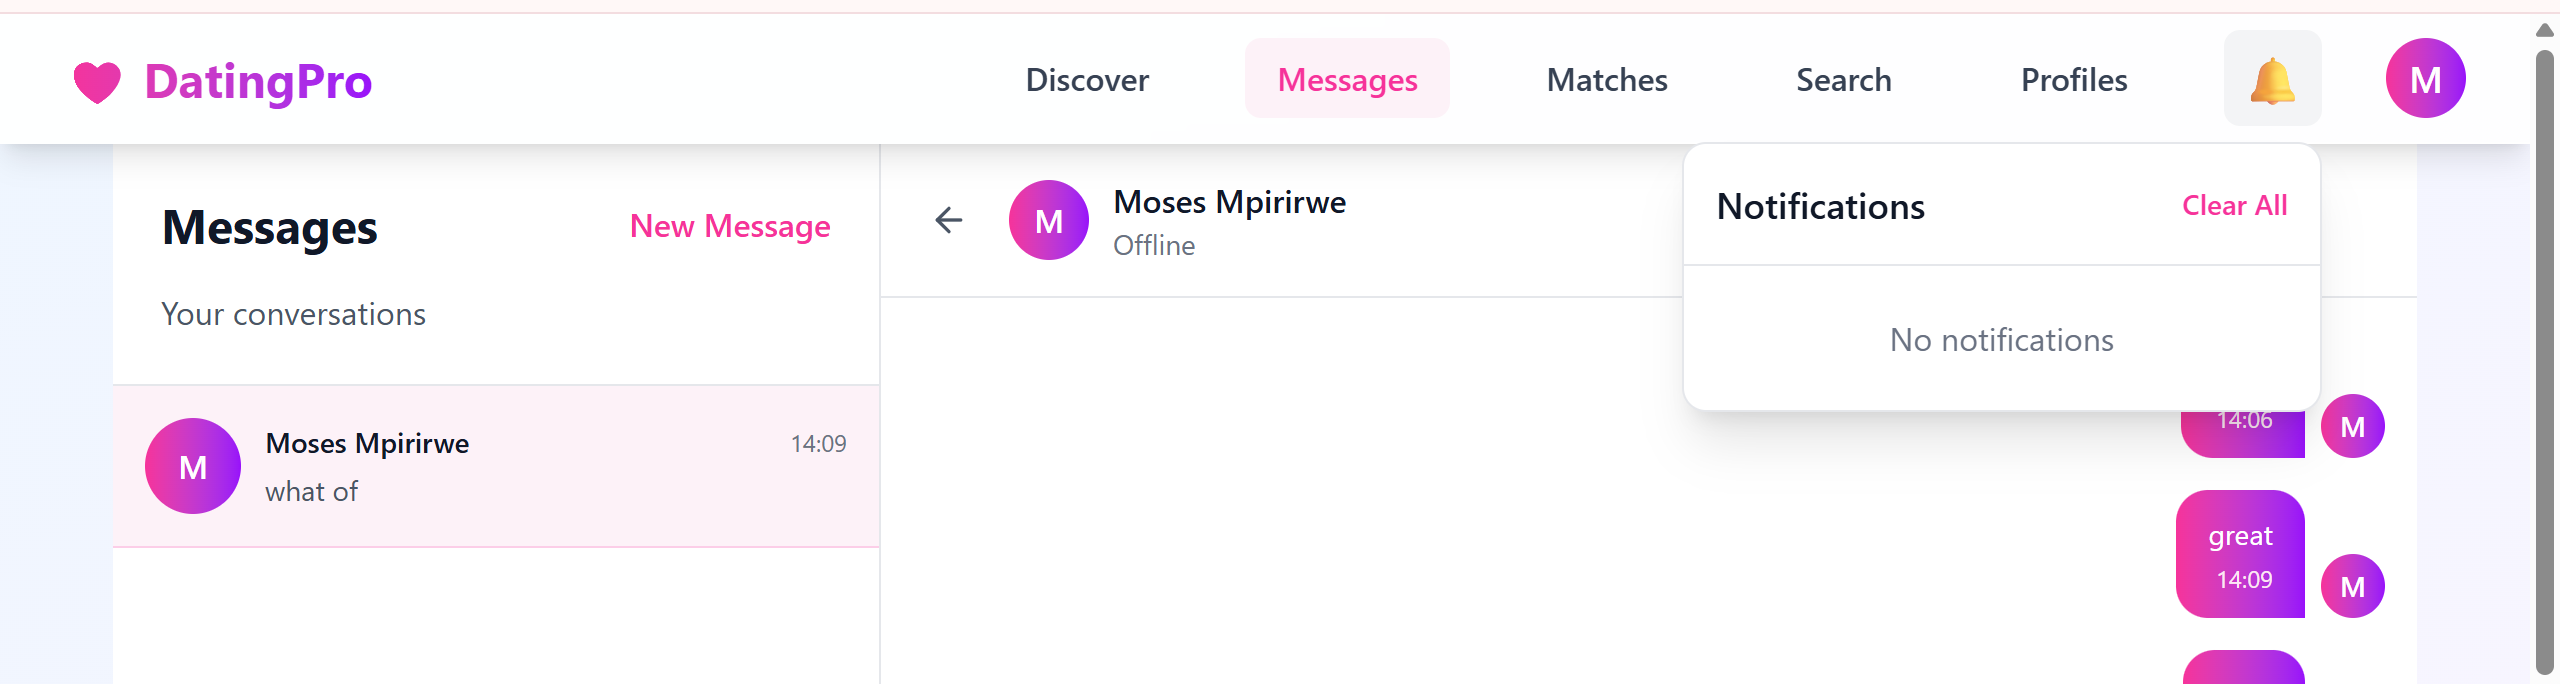 DatingPro
Discover
Messages
Matches
Search
Profiles
M
Messages
New Message
Your conversations
M
Moses Mpirirwe
14:09
what of
M
Moses Mpirirwe
Offline
Notifications
Clear All
No notifications
14:06
M
great
14:09
M